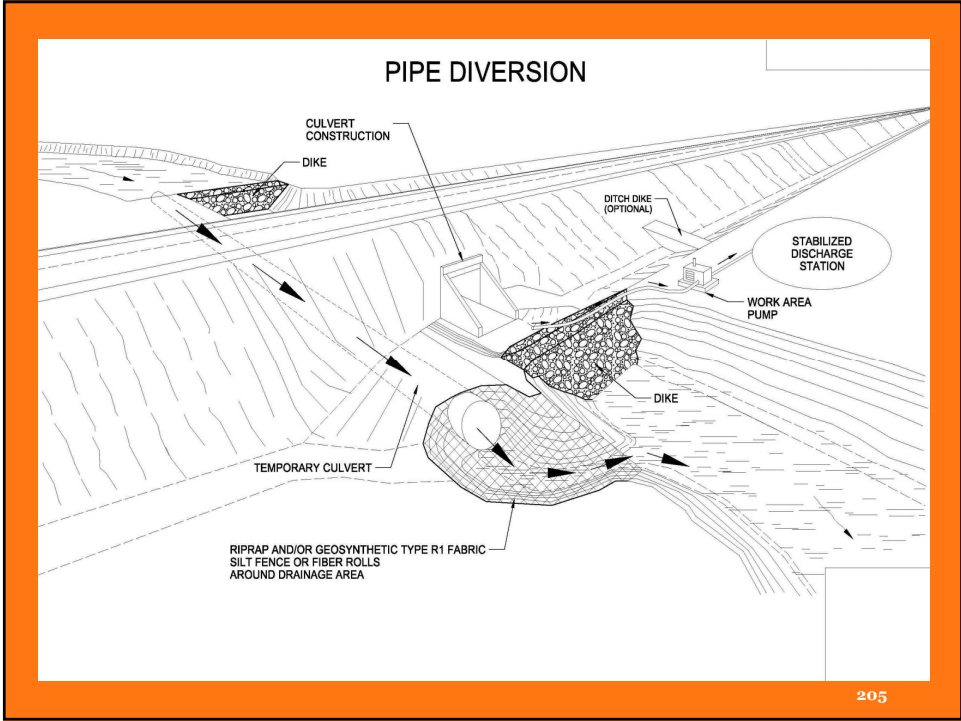 PIPE DIVERSION
CULVERT
CONSTRUCTION
DIKE
DITCH DIKE
(OPTIONAL)
STABILIZED
DISCHARGE
STATION
WORK AREA
PUMP
DIKE
TEMPORARY CULVERT
RIPRAP AND/OR GEOSYNTHETIC TYPE R1 FABRIC
SILT FENCE OR FIBER ROLLS
AROUND DRAINAGE AREA
205